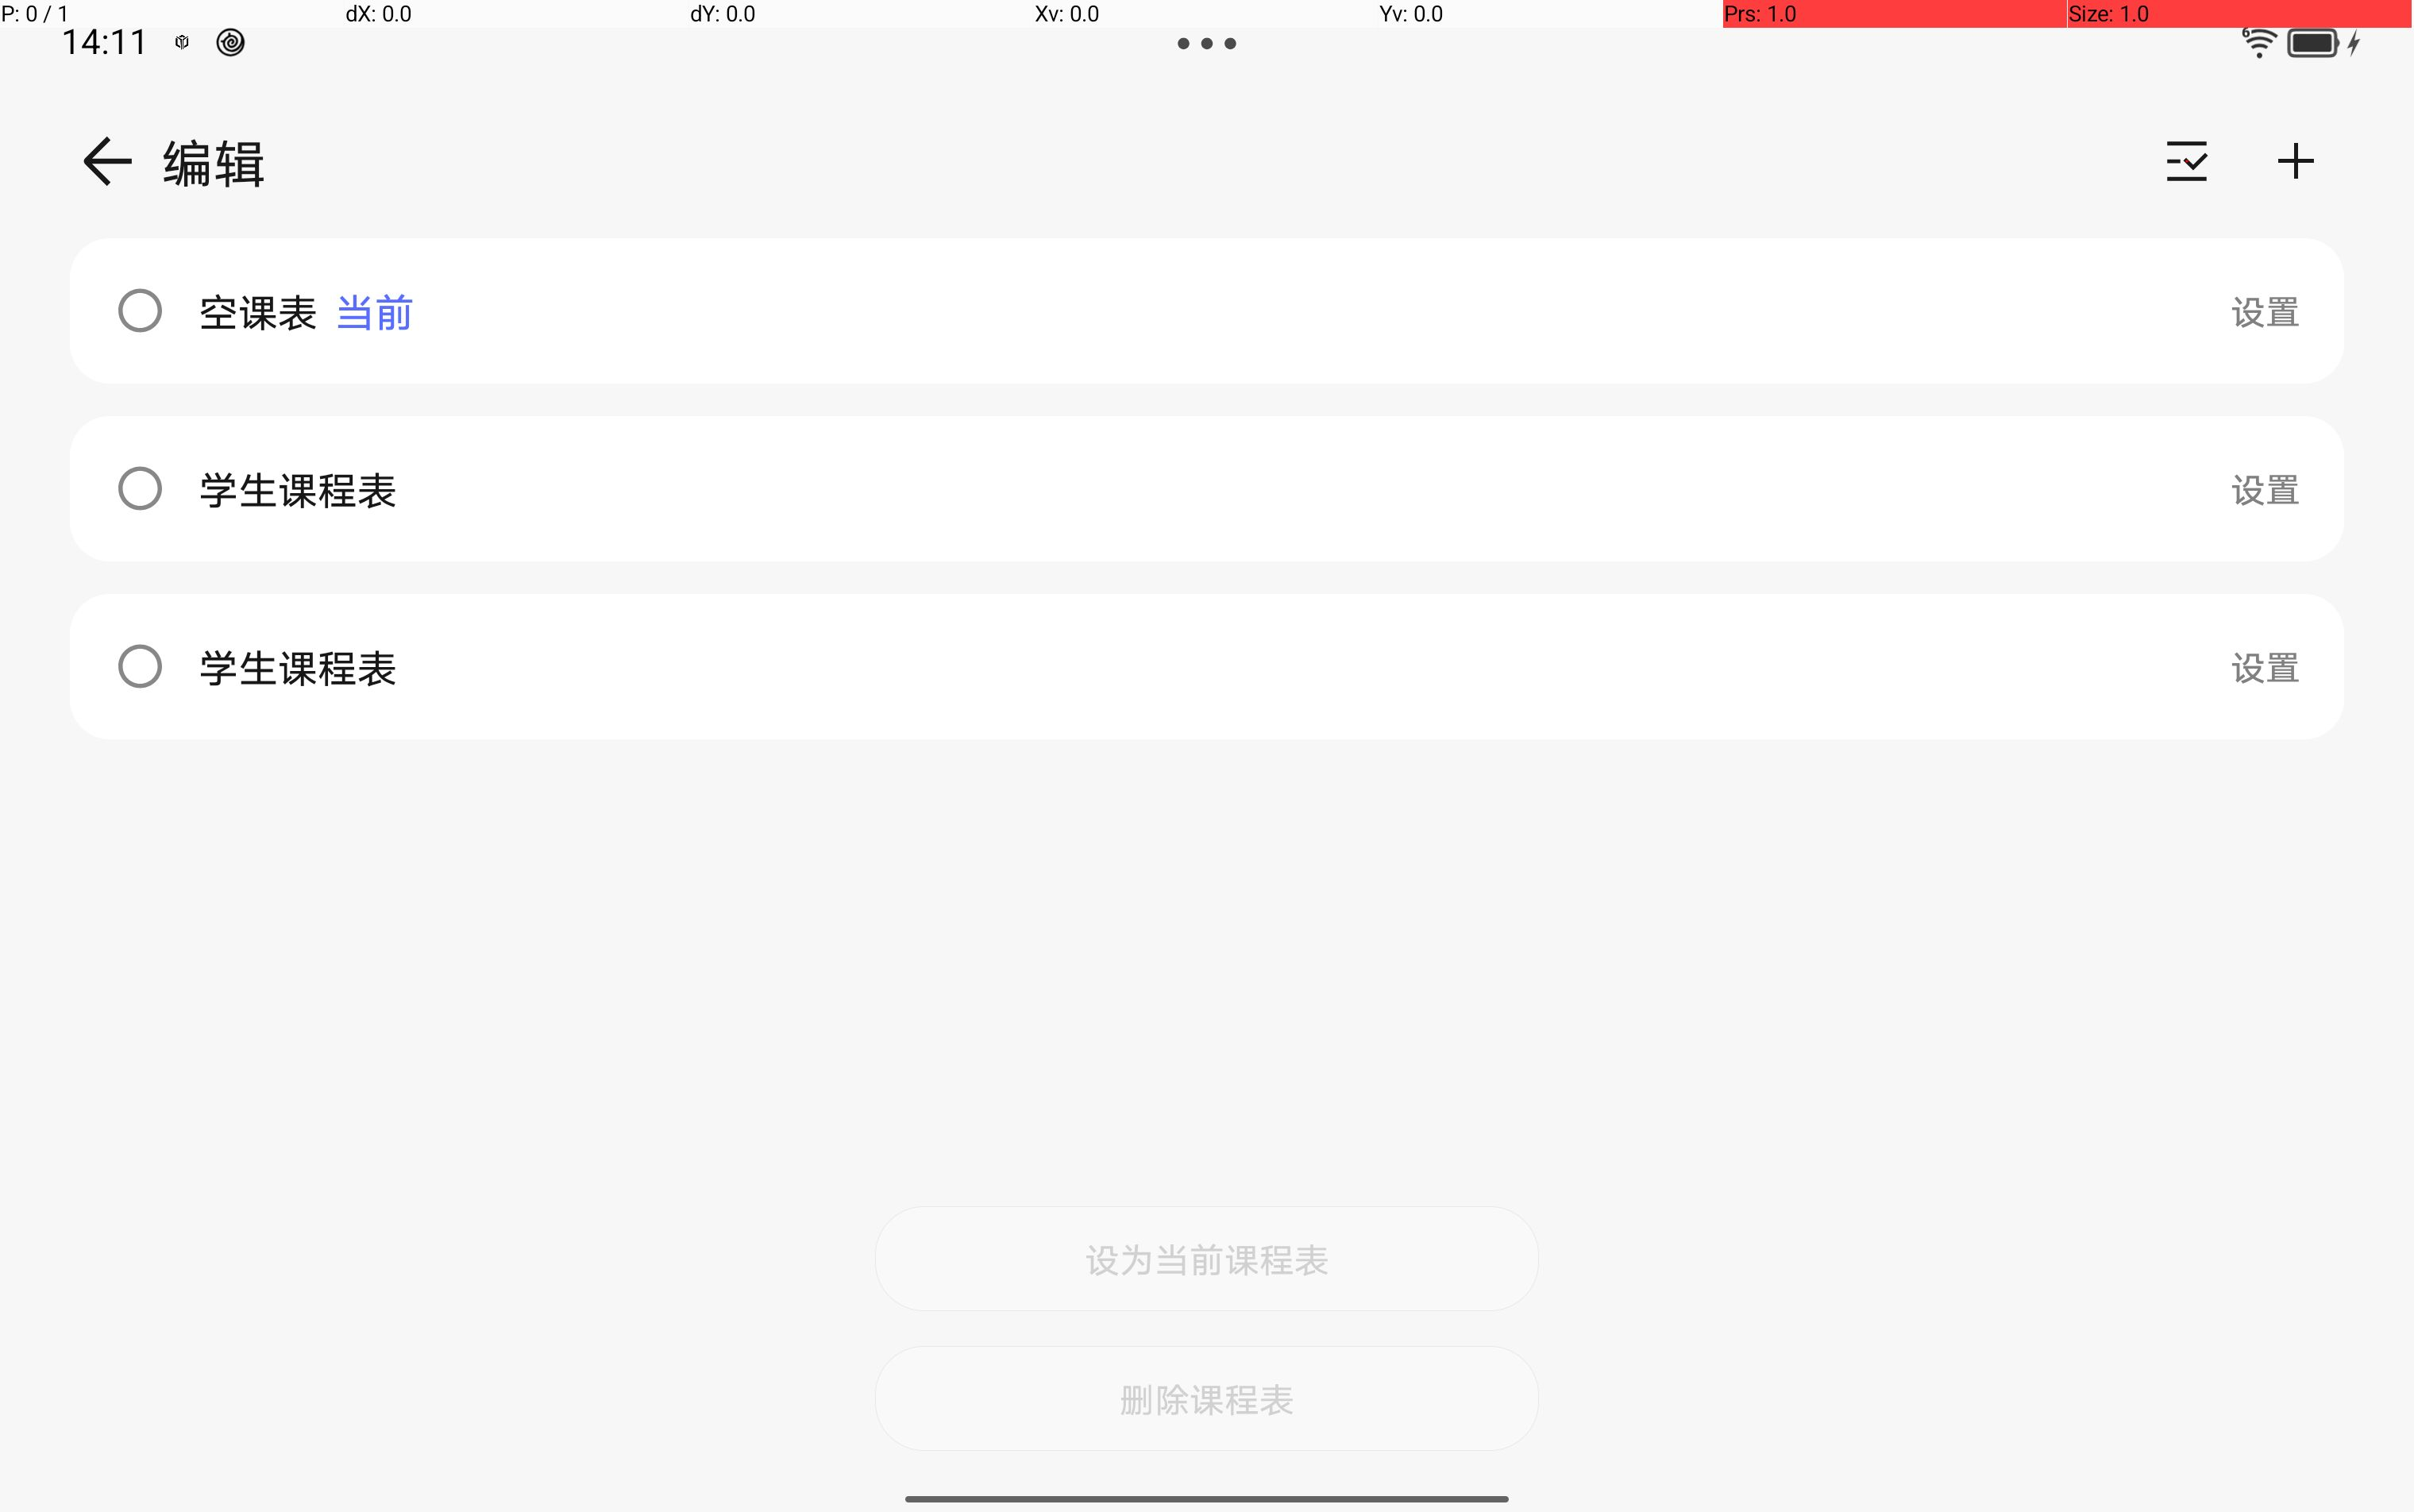 P: 0 / 1 dX: 0.0 dY: 0.0 Xv: 0.0 Yv: 0.0 Prs: 1.0 Size: 1.0
14:11 6
编辑
空课表 当前 设置
学生课程表 设置
学生课程表 设置
设为当前课程表
删除课程表